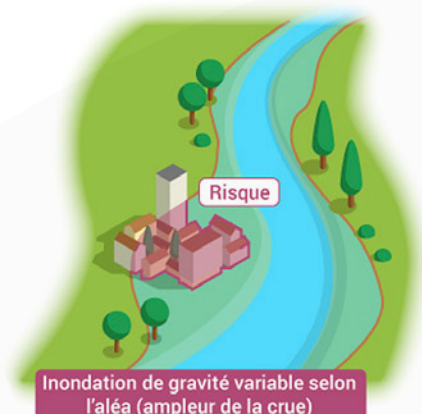 Risque
Inondation de gravité variable selon
l'aléa (ampleur de la crue)